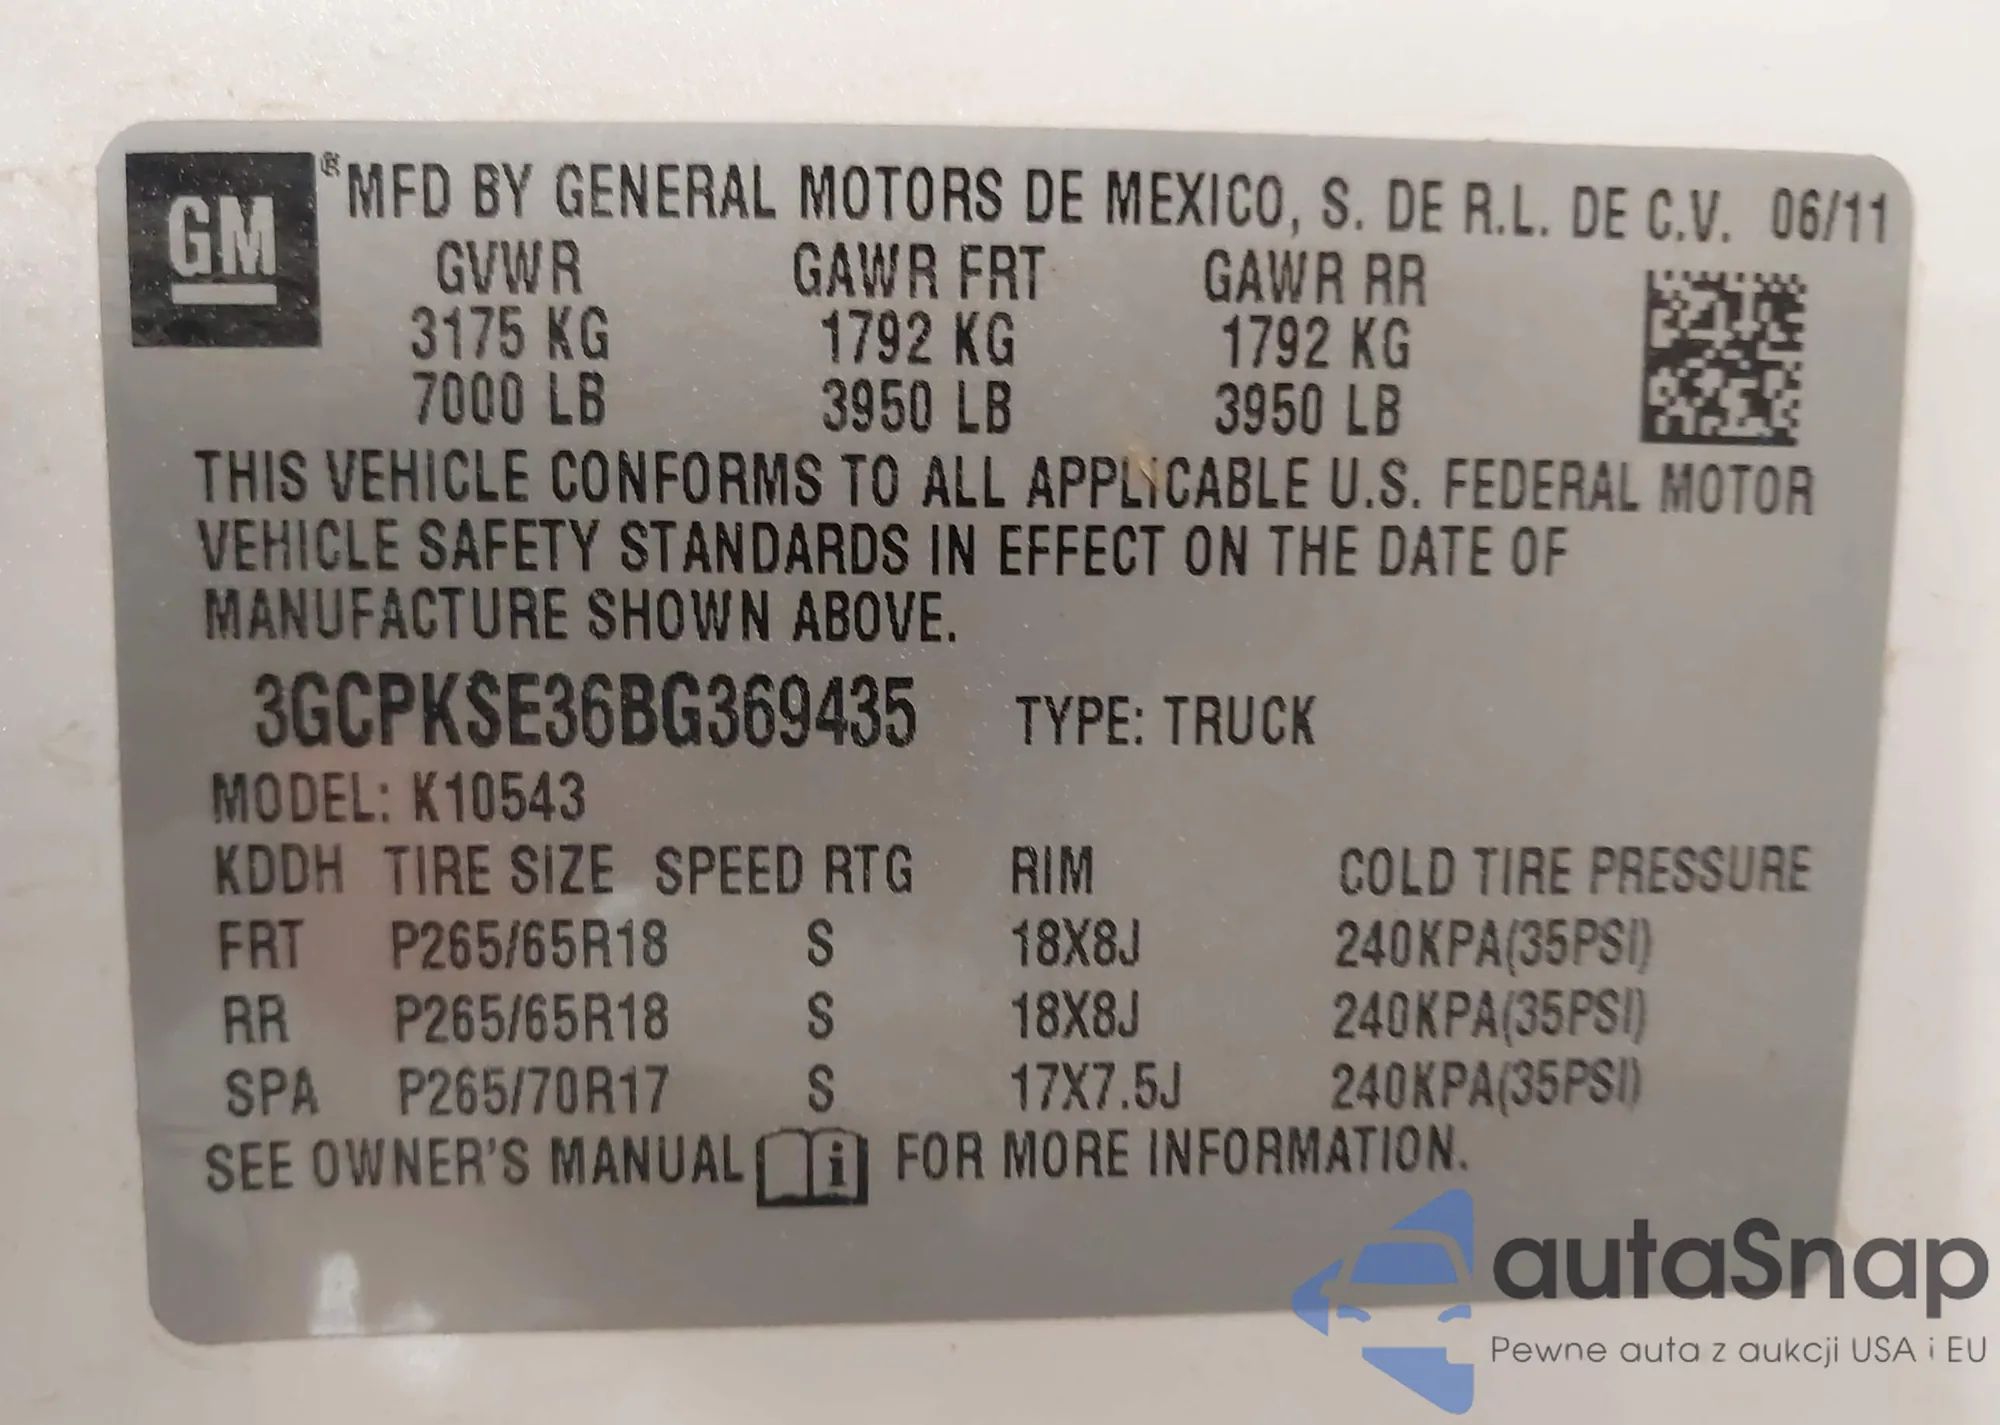 GM
® MFD BY GENERAL MOTORS DE MEXICO, S. DE R.L. DE C.V. 06/11
GVWR GAWR FRT GAWR RR
3175 KG 1792 KG 1792 KG
7000 LB 3950 LB 3950 LB
THIS VEHICLE CONFORMS TO ALL APPLICABLE U.S. FEDERAL MOTOR
VEHICLE SAFETY STANDARDS IN EFFECT ON THE DATE OF
MANUFACTURE SHOWN ABOVE.
3GCPKSE36BG369435 TYPE: TRUCK
MODEL: K10543
KDDH TIRE SIZE SPEED RTG RIM COLD TIRE PRESSURE
FRT P265/65R18 S 18X8J 240KPA(35PSI)
RR P265/65R18 S 18X8J 240KPA(35PSI)
SPA P265/70R17 S 17X7.5J 240KPA(35PSI)
SEE OWNER'S MANUAL i FOR MORE INFORMATION.
autaSnap
Pewne auta z aukcji USA i EU